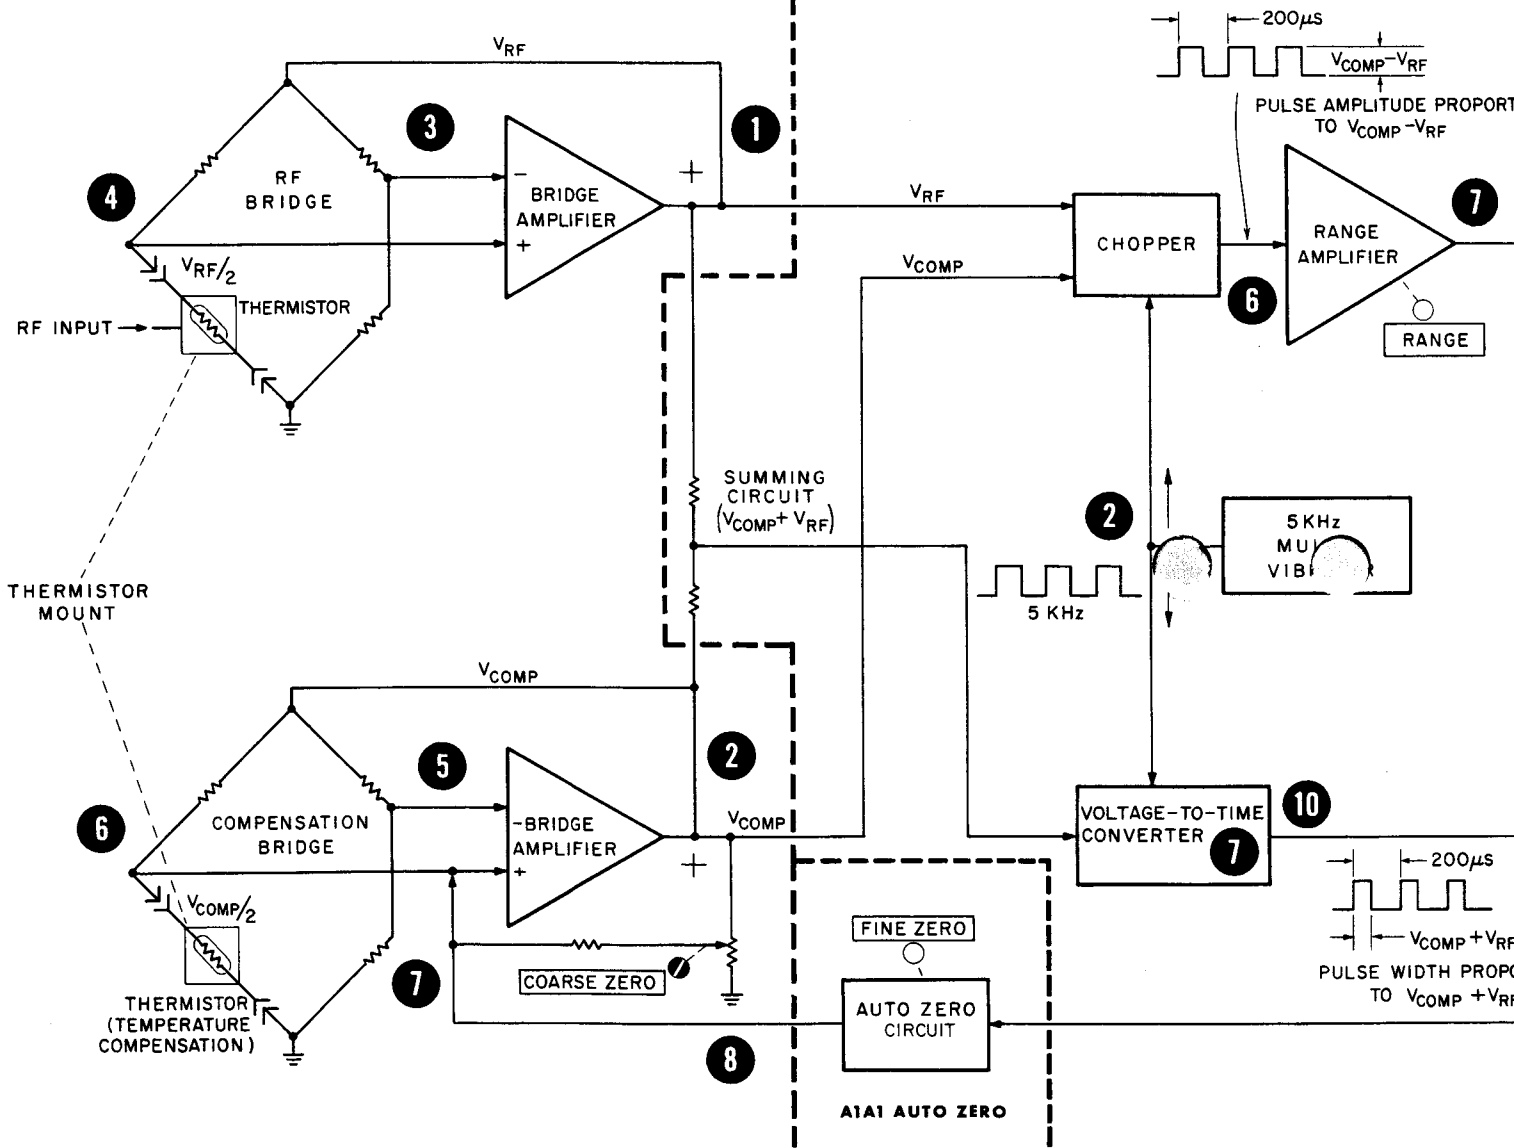 V_RF
200μs
V_COMP–V_RF
PULSE AMPLITUDE PROPORT
TO V_COMP–V_RF
3
1
4
RF
BRIDGE
–
BRIDGE
AMPLIFIER
+
+
V_RF
V_RF/2
THERMISTOR
RF INPUT
V_COMP
CHOPPER
6
RANGE
AMPLIFIER
7
RANGE
SUMMING
CIRCUIT
(V_COMP+ V_RF)
2
5KHz
MU
VIB
5 KHz
THERMISTOR
MOUNT
V_COMP
5
2
6
COMPENSATION
BRIDGE
–BRIDGE
AMPLIFIER
+
V_COMP
+
VOLTAGE–TO–TIME
CONVERTER
7
10
200μs
V_COMP+V_RF
PULSE WIDTH PROPO
TO V_COMP +V_RF
V_COMP/2
7
COARSE ZERO
FINE ZERO
AUTO ZERO
CIRCUIT
THERMISTOR
(TEMPERATURE
COMPENSATION)
8
A1A1 AUTO ZERO